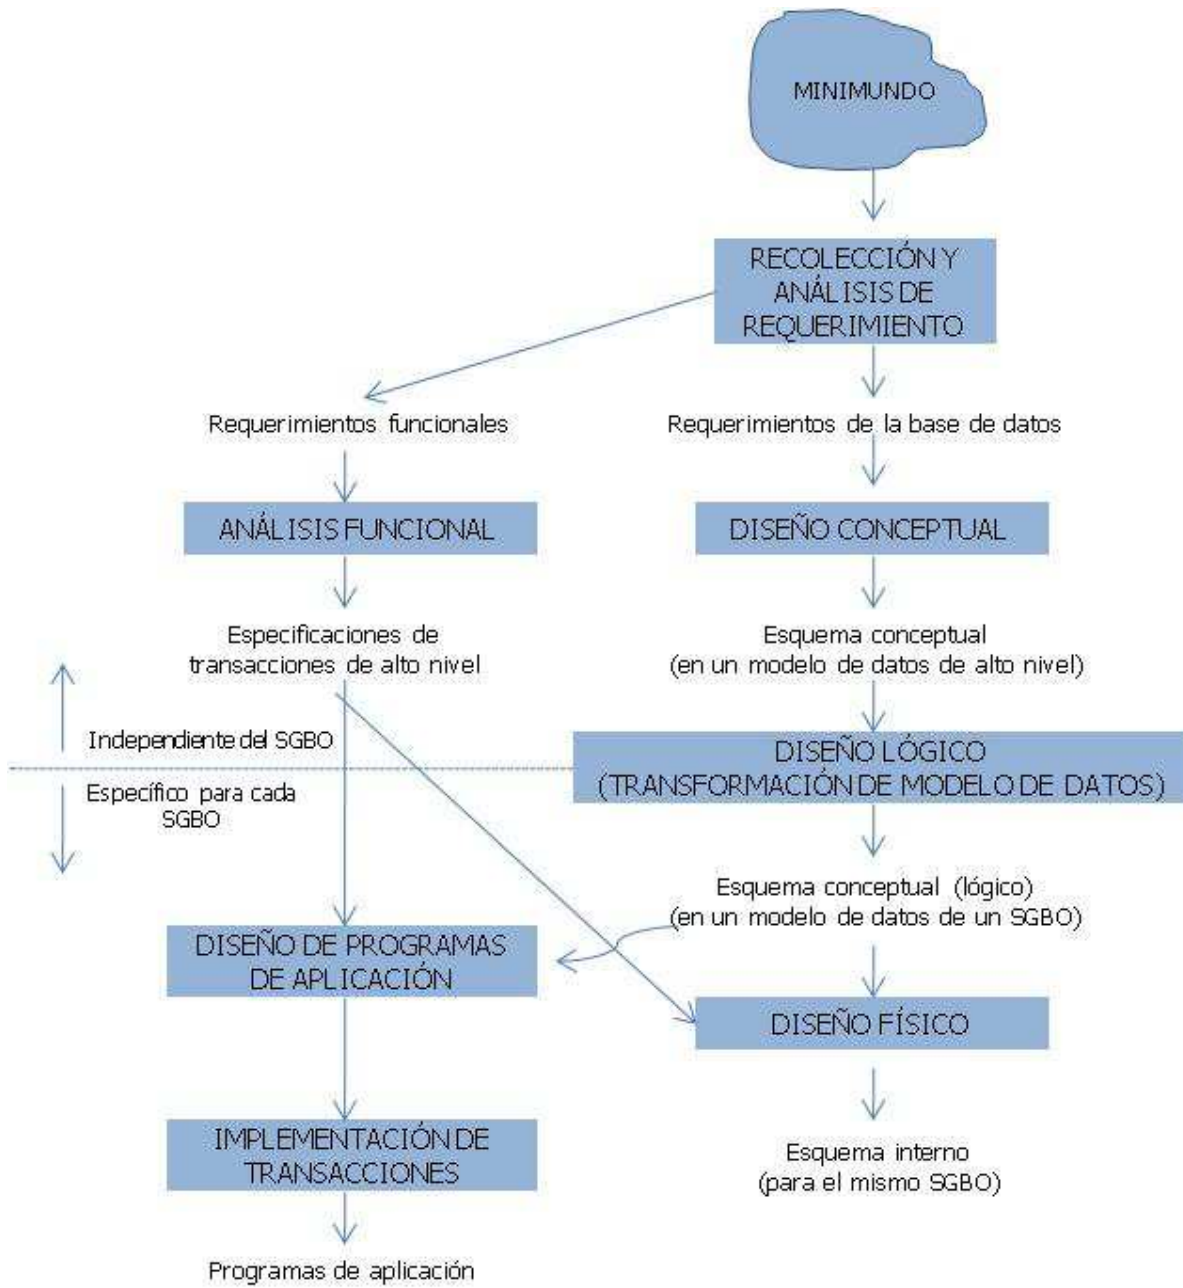 MINIMUNDO
RECOLECCIÓN Y
ANÁLISIS DE
REQUERIMIENTO
Requerimientos funcionales
Requerimientos de la base de datos
ANÁLISIS FUNCIONAL
DISEÑO CONCEPTUAL
Especificaciones de
transacciones de alto nivel
Esquema conceptual
(en un modelo de datos de alto nivel)
Independiente del SGBO
DISEÑO LÓGICO
(TRANSFORMACIÓN DE MODELO DE DATOS)
Específico para cada
SGBO
Esquema conceptual (lógico)
(en un modelo de datos de un SGBO)
DISEÑO DE PROGRAMAS
DE APLICACIÓN
DISEÑO FÍSICO
IMPLEMENTACIÓN DE
TRANSACCIONES
Esquema interno
(para el mismo SGBO)
Programas de aplicación